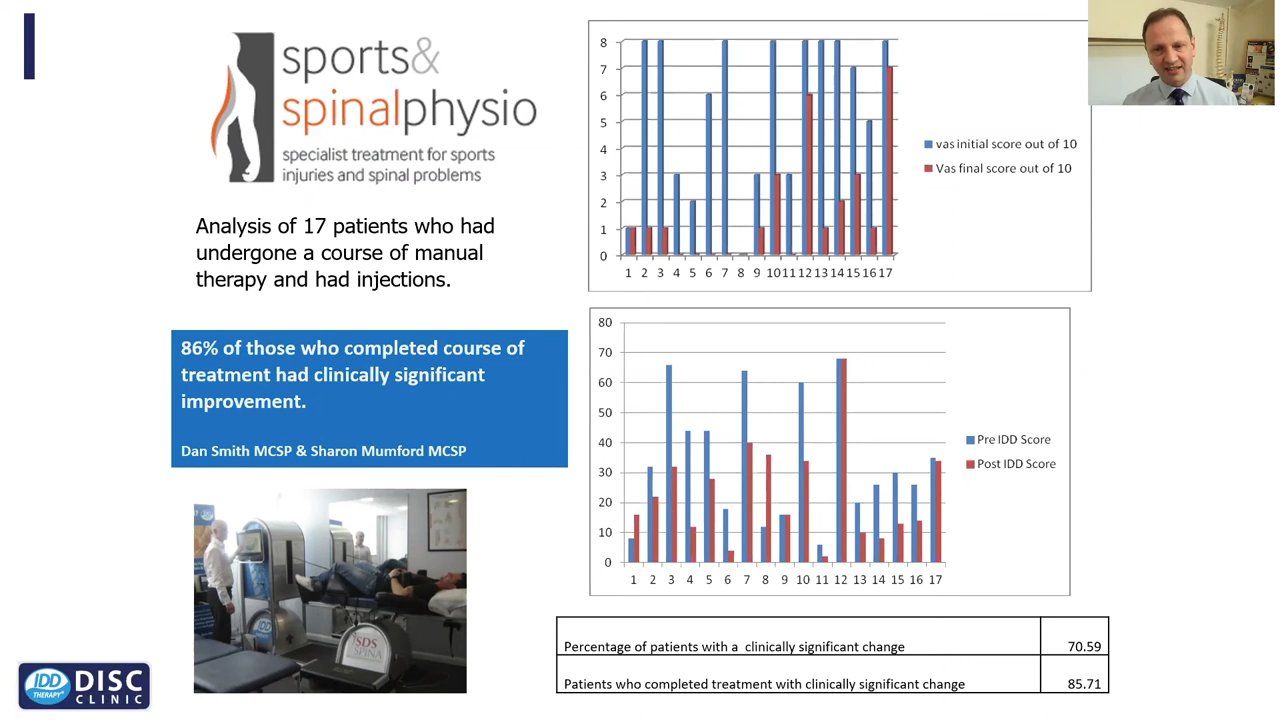 sports&
spinalphysio
specialist treatment for sports
injuries and spinal problems
Analysis of 17 patients who had
undergone a course of manual
therapy and had injections.
86% of those who completed course of
treatment had clinically significant
improvement.
Dan Smith MCSP & Sharon Mumford MCSP
SDS
SPINA
IDD
THERAPY
DISC
CLINIC
8
7
6
5
4
3
2
1
0
1 2 3 4 5 6 7 8 9 10 11 12 13 14 15 16 17
vas initial score out of 10
Vas final score out of 10
80
70
60
50
40
30
20
10
0
1 2 3 4 5 6 7 8 9 10 11 12 13 14 15 16 17
Pre IDD Score
Post IDD Score
Percentage of patients with a clinically significant change 70.59
Patients who completed treatment with clinically significant change 85.71